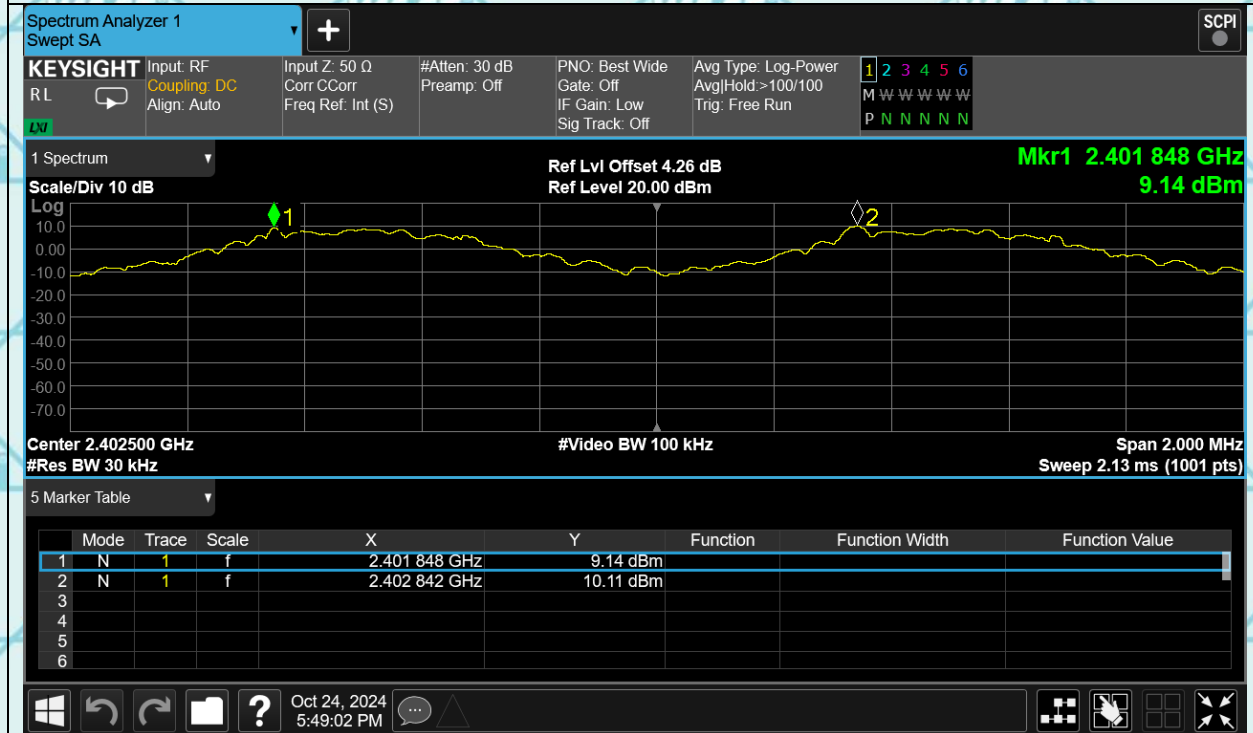 Spectrum Analyzer 1
Swept SA
+
SCPI
KEYSIGHT
RL
LXI
Input: RF
Coupling: DC
Align: Auto
Input Z: 50 Ω
Corr CCorr
Freq Ref: Int (S)
#Atten: 30 dB
Preamp: Off
PNO: Best Wide
Gate: Off
IF Gain: Low
Sig Track: Off
Avg Type: Log-Power
Avg|Hold:>100/100
Trig: Free Run
1 2 3 4 5 6
M W W W W W
P N N N N N
1 Spectrum
Scale/Div 10 dB
Ref Lvl Offset 4.26 dB
Ref Level 20.00 dBm
Mkr1 2.401 848 GHz
9.14 dBm
Log
10.0
0.00
-10.0
-20.0
-30.0
-40.0
-50.0
-60.0
-70.0
1
2
Center 2.402500 GHz
#Video BW 100 kHz
Span 2.000 MHz
#Res BW 30 kHz
Sweep 2.13 ms (1001 pts)
5 Marker Table
Mode Trace Scale X Y Function Function Width Function Value
1 N 1 f 2.401 848 GHz 9.14 dBm
2 N 1 f 2.402 842 GHz 10.11 dBm
3
4
5
6
?
Oct 24, 2024
5:49:02 PM